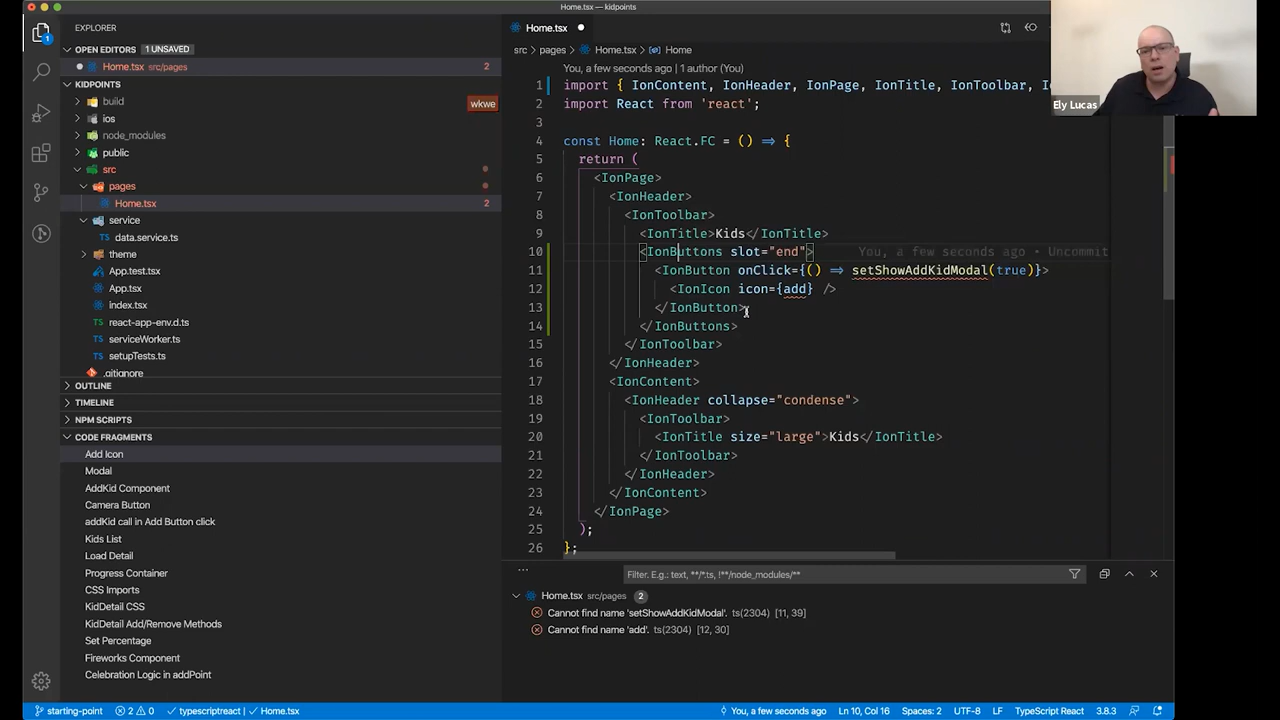 Home.tsx — kidpoints
EXPLORER
OPEN EDITORS 1 UNSAVED
Home.tsx src/pages 2
KIDPOINTS
build
wkwe
ios
node_modules
public
src
pages
Home.tsx 2
service
data.service.ts
theme
App.test.tsx
App.tsx
index.tsx
react-app-env.d.ts
serviceWorker.ts
setupTests.ts
.gitignore
OUTLINE
TIMELINE
NPM SCRIPTS
CODE FRAGMENTS
Add Icon
Modal
AddKid Component
Camera Button
addKid call in Add Button click
Kids List
Load Detail
Progress Container
CSS Imports
KidDetail CSS
KidDetail Add/Remove Methods
Set Percentage
Fireworks Component
Celebration Logic in addPoint
1
Home.tsx
src > pages > Home.tsx > Home
You, a few seconds ago | 1 author (You)
1 import { IonContent, IonHeader, IonPage, IonTitle, IonToolbar,
2 import React from 'react';
3
4 const Home: React.FC = () => {
5 return (
6 <IonPage>
7 <IonHeader>
8 <IonToolbar>
9 <IonTitle>Kids</IonTitle>
10 <IonButtons slot="end"> You, a few seconds ago • Uncommit
11 <IonButton onClick={() => setShowAddKidModal(true)}>
12 <IonIcon icon={add} />
13 </IonButton>
14 </IonButtons>
15 </IonToolbar>
16 </IonHeader>
17 <IonContent>
18 <IonHeader collapse="condense">
19 <IonToolbar>
20 <IonTitle size="large">Kids</IonTitle>
21 </IonToolbar>
22 </IonHeader>
23 </IonContent>
24 </IonPage>
25 );
26 };
Ely Lucas
... Filter. E.g.: text, **/*.ts, !**/node_modules/**
Home.tsx src/pages 2
Cannot find name 'setShowAddKidModal'. ts(2304) [11, 39]
Cannot find name 'add'. ts(2304) [12, 30]
starting-point 2 0 typescriptreact | Home.tsx You, a few seconds ago Ln 10, Col 16 Spaces: 2 UTF-8 LF TypeScript React 3.8.3